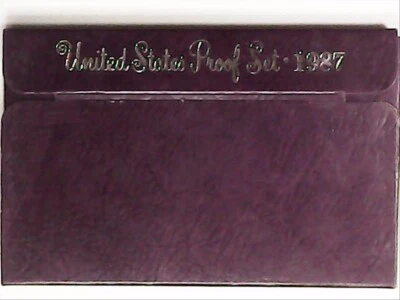 United States Proof Set - 1987